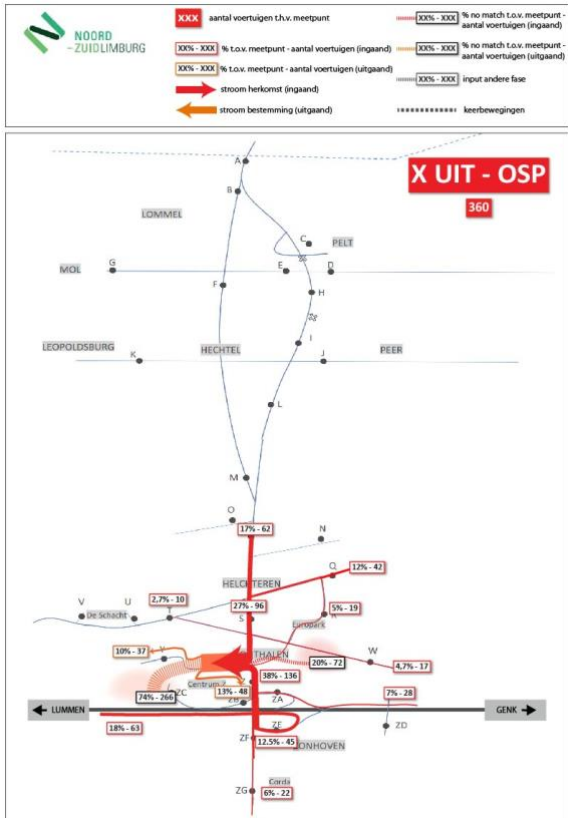 NOORD
-ZUIDLIMBURG
XXX aantal voertuigen t.h.v. meetpunt
XX% - XXX % t.o.v. meetpunt - aantal voertuigen (ingaand)
XX% - XXX % t.o.v. meetpunt - aantal voertuigen (uitgaand)
stroom herkomst (ingaand)
stroom bestemming (uitgaand)
XX% - XXX % no match t.o.v. meetpunt -
aantal voertuigen (ingaand)
XX% - XXX % no match t.o.v. meetpunt -
aantal voertuigen (uitgaand)
XX% - XXX input andere fase
keerbewegingen
X UIT - OSP
360
A
B
LOMMEL
C
PELT
MOL
G
E
D
F
H
LEOPOLDSBURG
K
HECHTEL
I
J
PEER
L
M
O
17% - 62
N
HELCHTEREN
Q
12% - 42
2,7% - 10
27% - 96
5% - 19
V
U
T
S
De Schacht
Europark
10% - 37
Y
THALEN
20% - 72
W
4,7% - 17
38% - 136
Centrum 2
74% - 266
ZC
13% - 48
ZB
ZA
7% - 28
LUMMEN
GENK
18% - 63
ZE
ZD
ZF
12.5% - 45
ONHOVEN
Corda
ZG
6% - 22